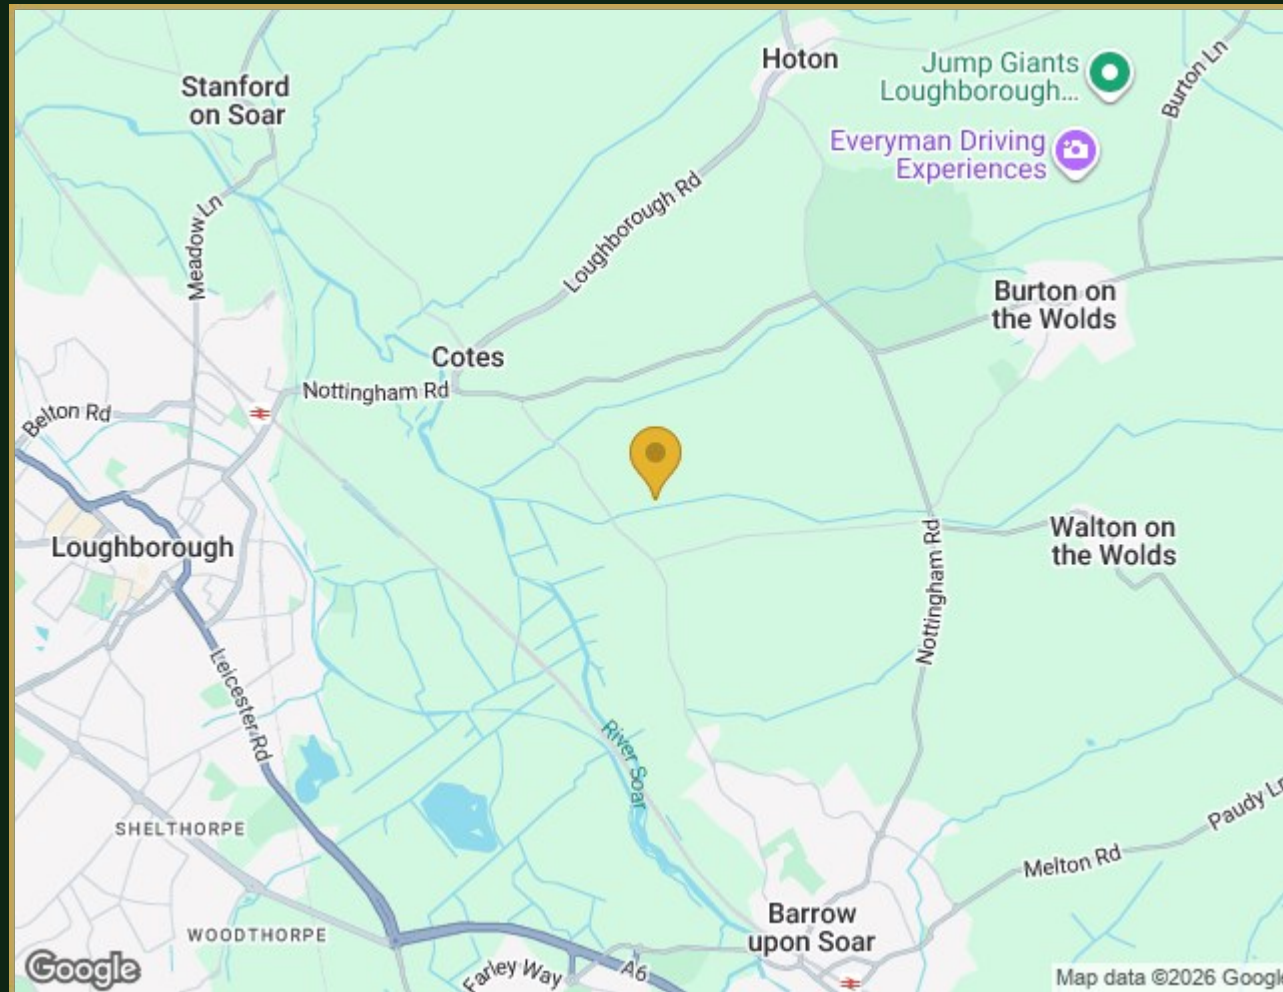 Hoton
Jump Giants
Loughborough...
Stanford
on Soar
Everyman Driving
Experiences
Burton Ln
Meadow Ln
Loughborough Rd
Burton on
the Wolds
Cotes
Nottingham Rd
Belton Rd
Loughborough
Walton on
the Wolds
Nottingham Rd
Leicester Rd
River Soar
SHELTHORPE
Paudy Ln
Melton Rd
Barrow
upon Soar
WOODTHORPE
Farley Way
A6
Google
Map data ©2026 Google